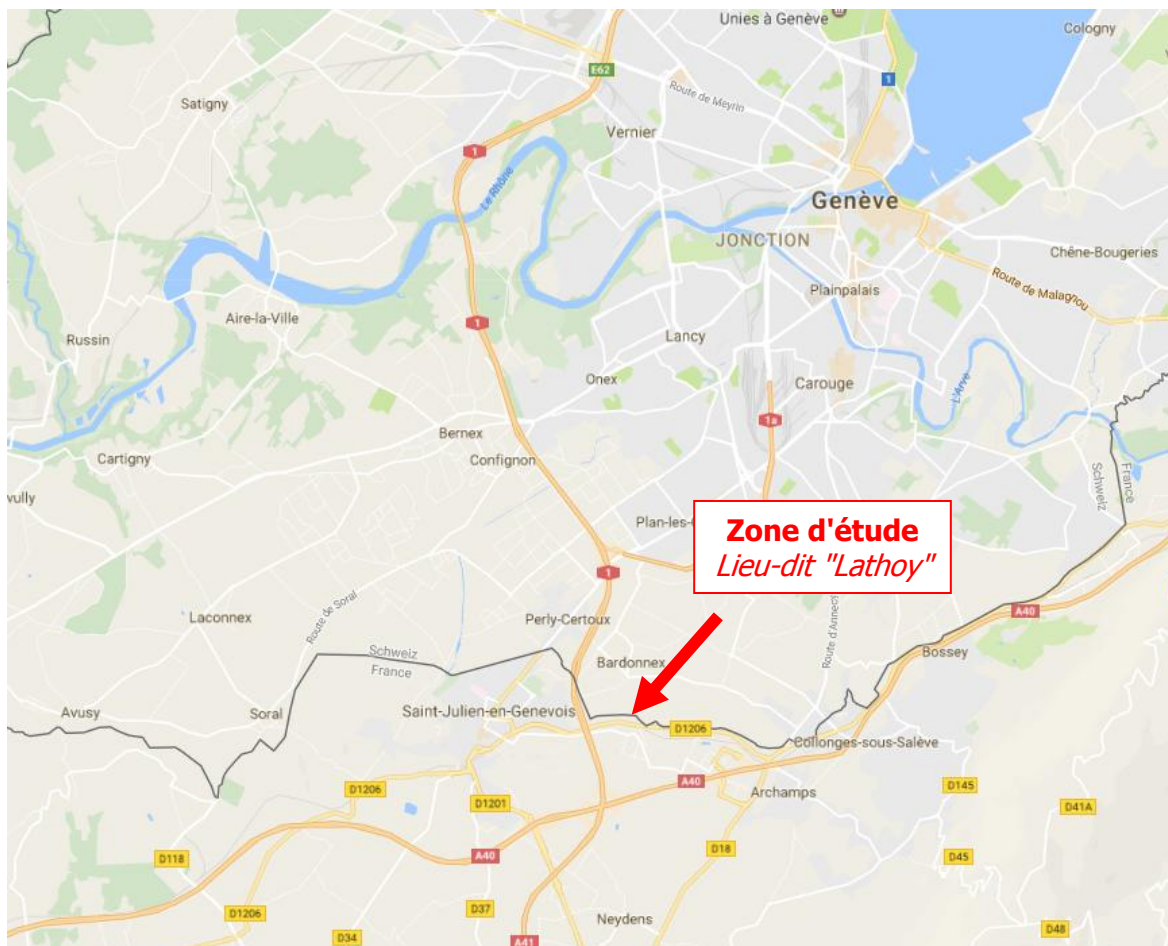 Unies à Genève
Cologny
E62
1
Route de Meyrin
Satigny
Vernier
1
Le Rhône
Genève
JONCTION
Chêne-Bougeries
Route de Malagnou
Plainpalais
Aire-la-Ville
1
Russin
Lancy
Onex
Carouge
L'Arve
1a
Bernex
Cartigny
Confignon
Schweiz
France
Zone d'étude
Lieu-dit "Lathoy"
1
Laconnex
Route de Soral
Perly-Certoux
Route d'Annecy
A40
Schweiz
France
Bardonnex
Bossey
Avusy
Soral
Saint-Julien-en-Genevois
D1206
Collonges-sous-Salève
A40
D1206
D1201
Archamps
D145
D41A
D118
A40
D18
D45
D1206
D37
Neydens
D34
A41
D48